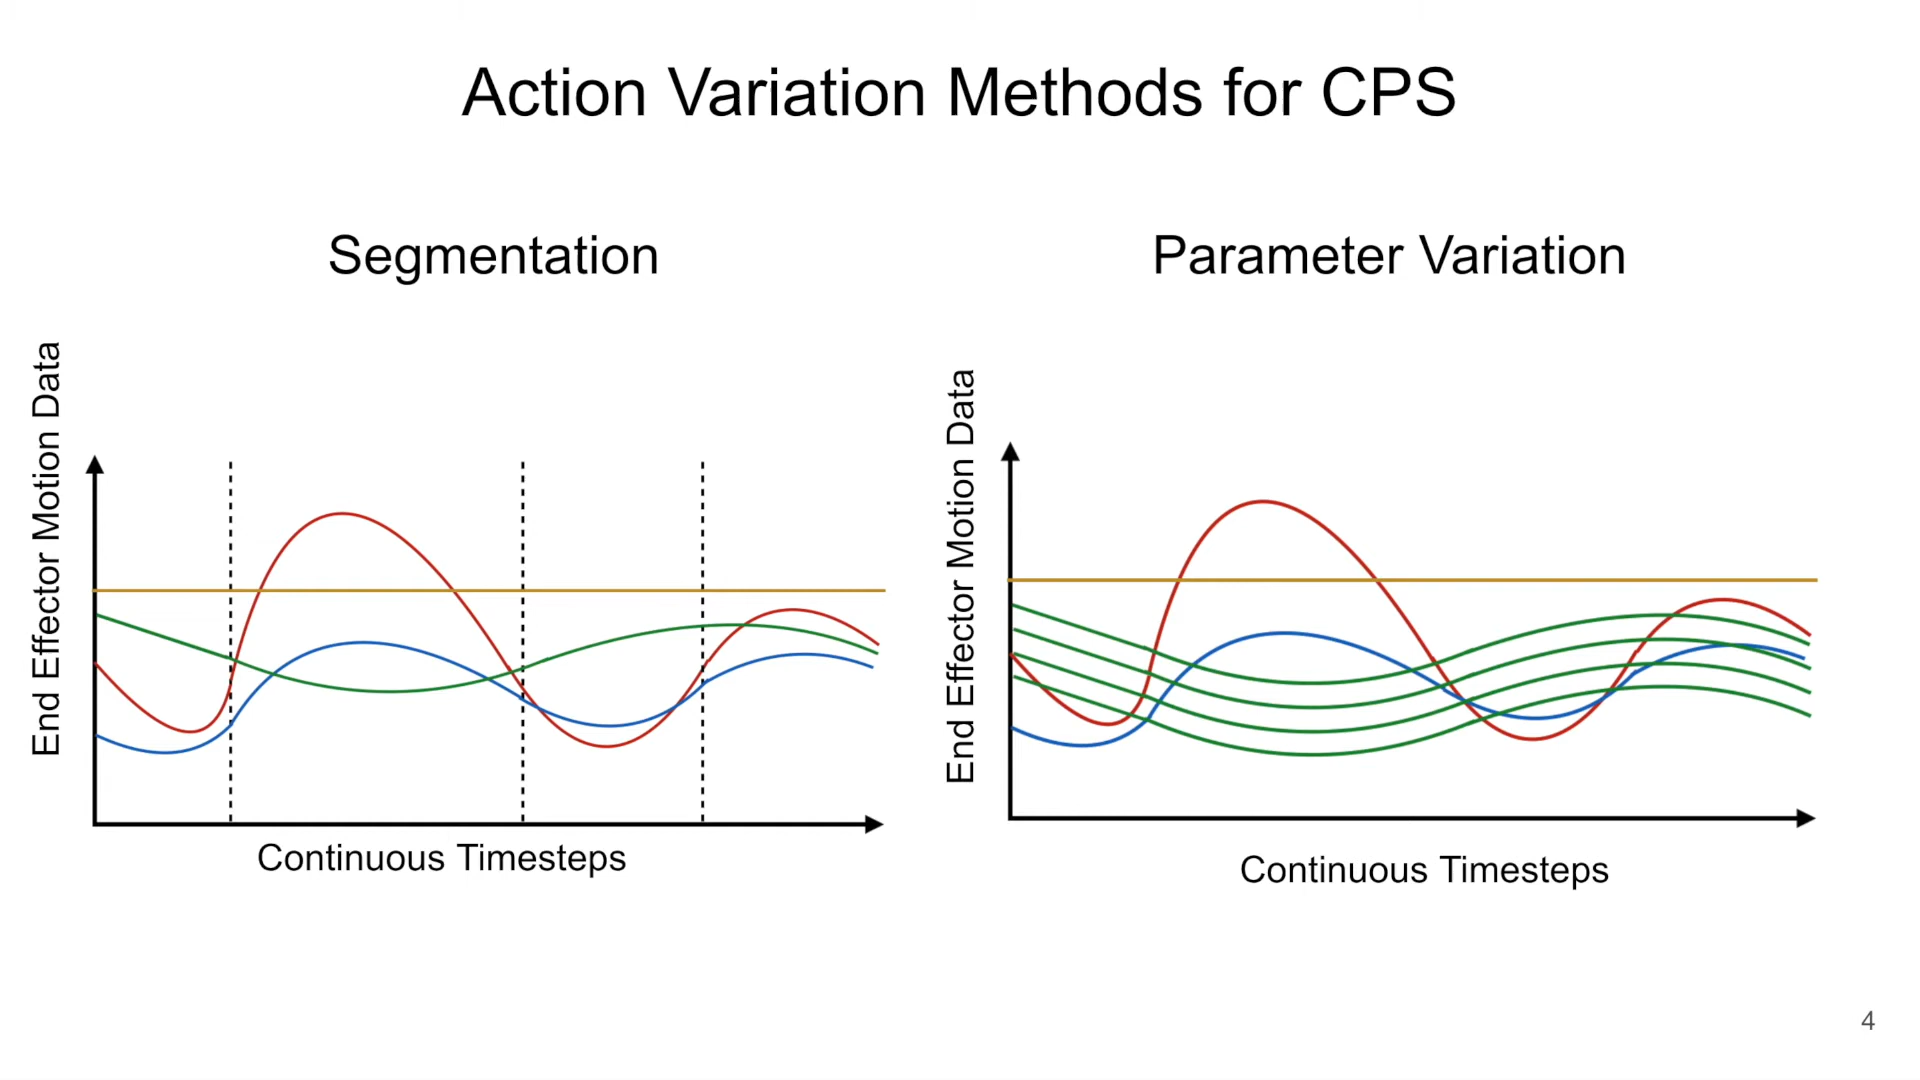 Action Variation Methods for CPS
Segmentation
Parameter Variation
End Effector Motion Data
Continuous Timesteps
End Effector Motion Data
Continuous Timesteps
4